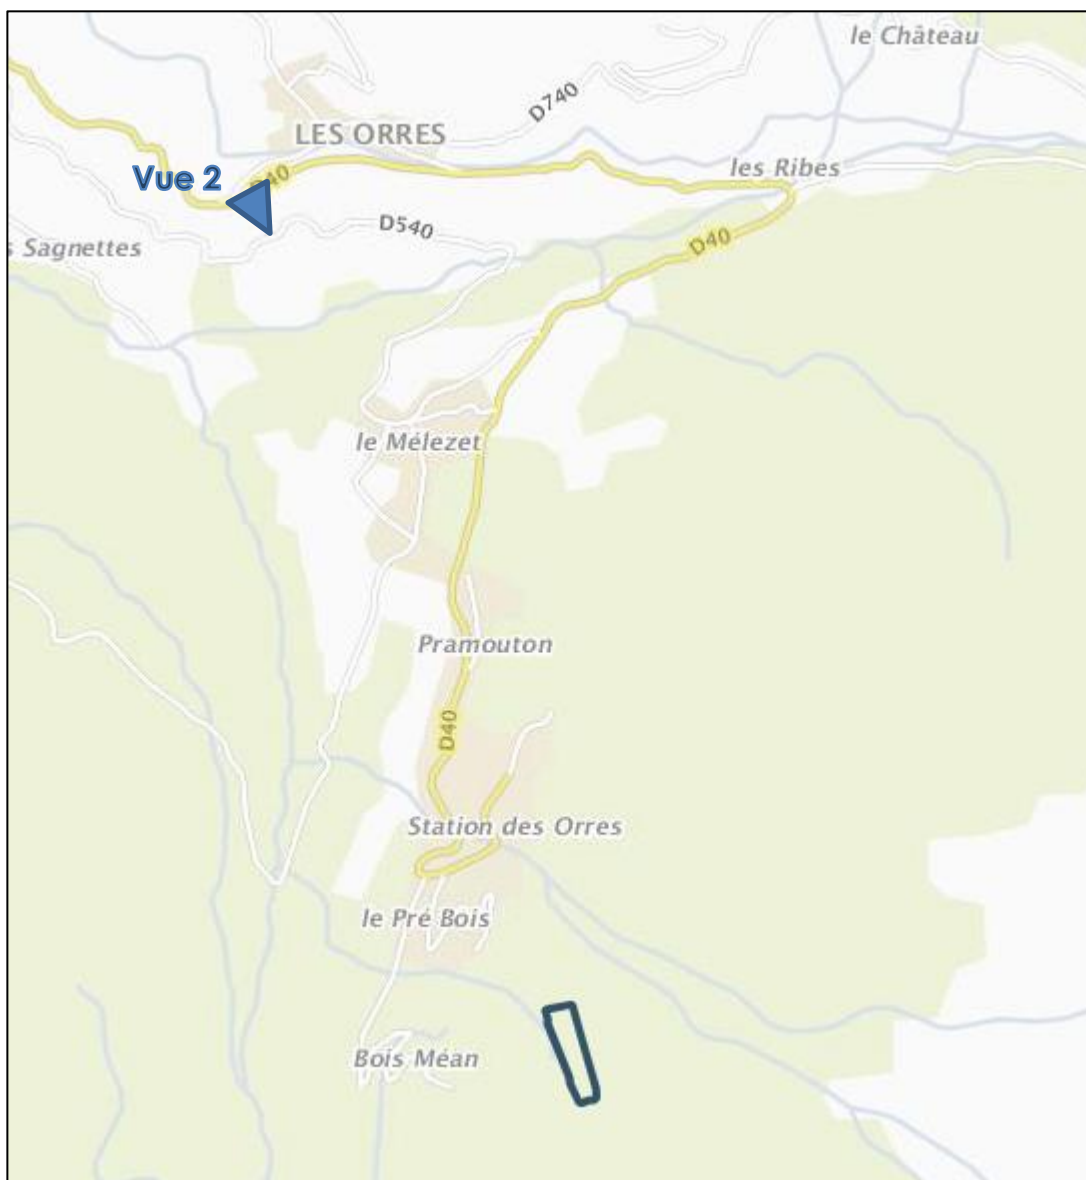 le Château
D740
LES ORRES
les Ribes
Vue 2
D540
D40
Sagnettes
le Mélezet
Pramouton
D40
Station des Orres
le Pré Bois
Bois Méan